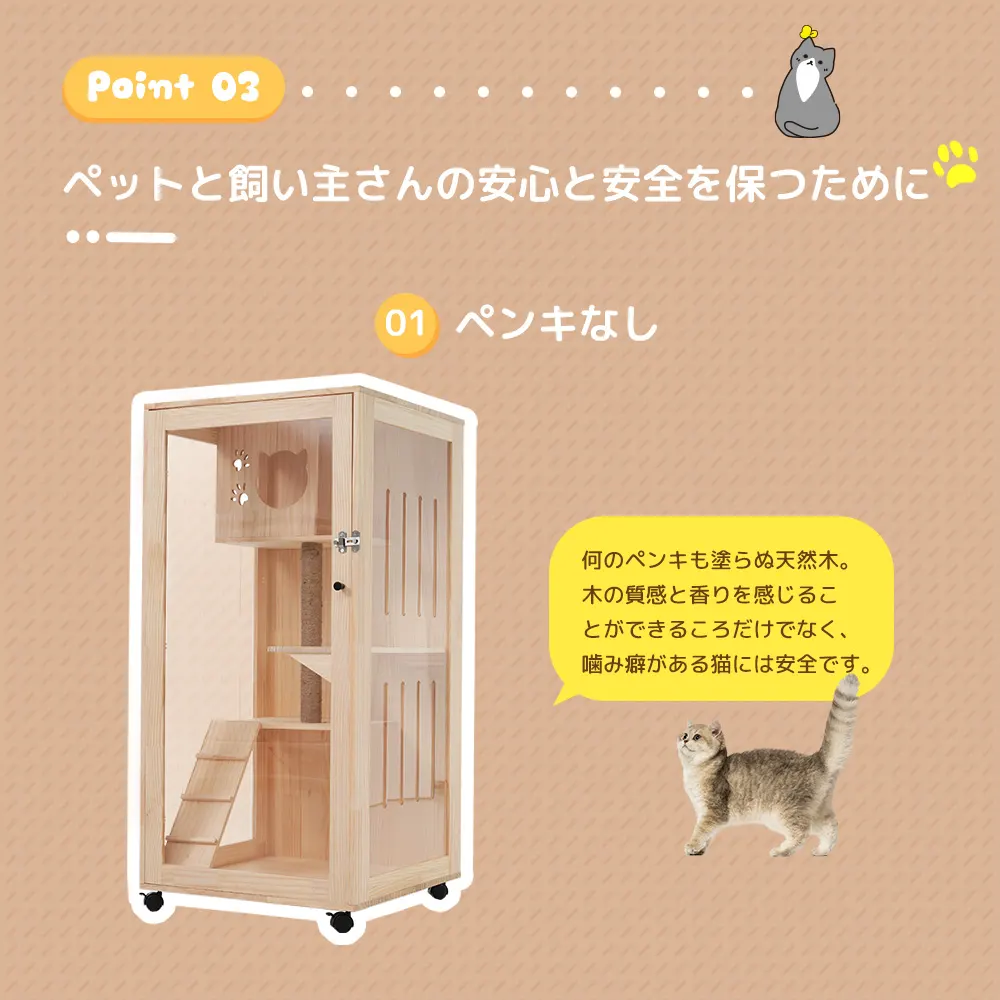 Point 03
ペットと飼い主さんの安心と安全を保つために
01 ペンキなし
何のペンキも塗らぬ天然木。
木の質感と香りを感じるこ
とができるころだけでなく、
噛み癖がある猫には安全です。